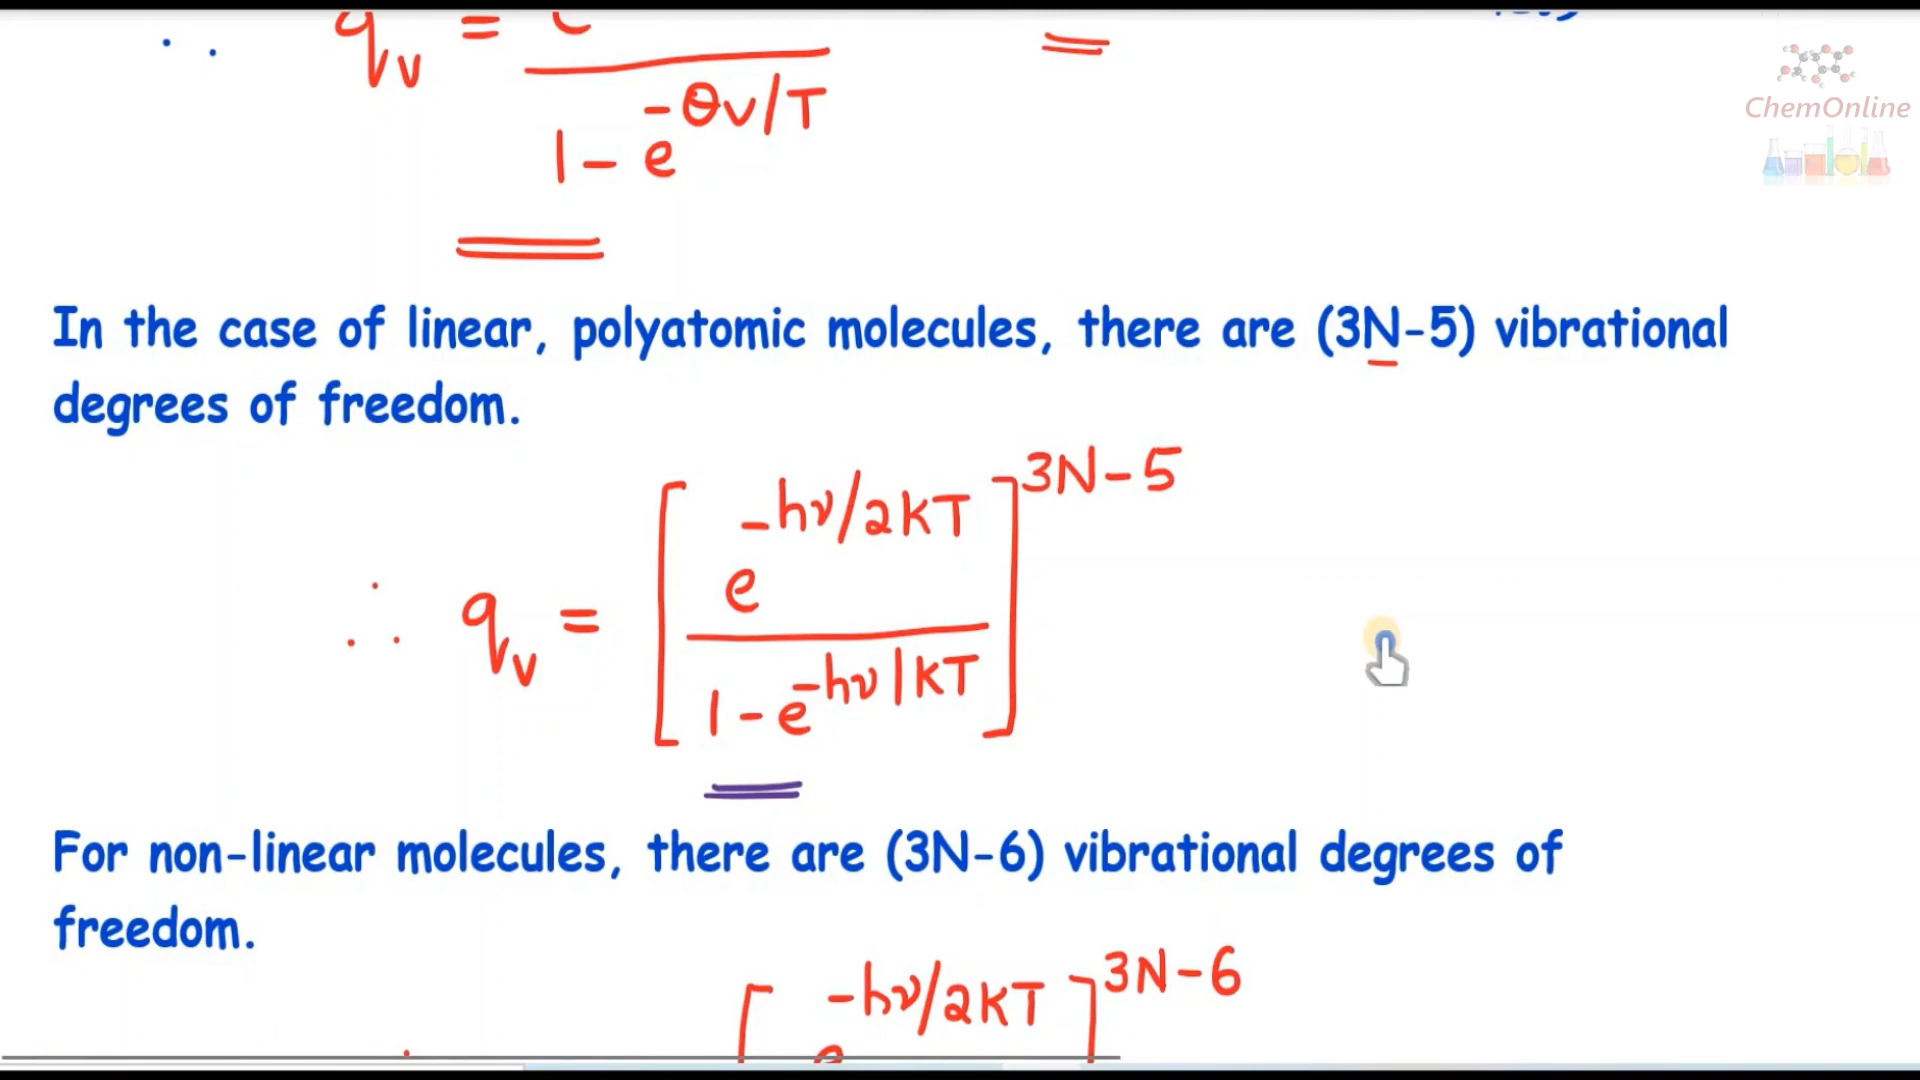 ∴ q_v = 
1 - e^{-θv/T}
ChemOnline
In the case of linear, polyatomic molecules, there are (3N-5) vibrational
degrees of freedom.
∴ q_v = [ e^{-hν/2KT} / 1 - e^{-hν/KT} ]^{3N-5}
For non-linear molecules, there are (3N-6) vibrational degrees of
freedom.
[ e^{-hν/2KT} ]^{3N-6}